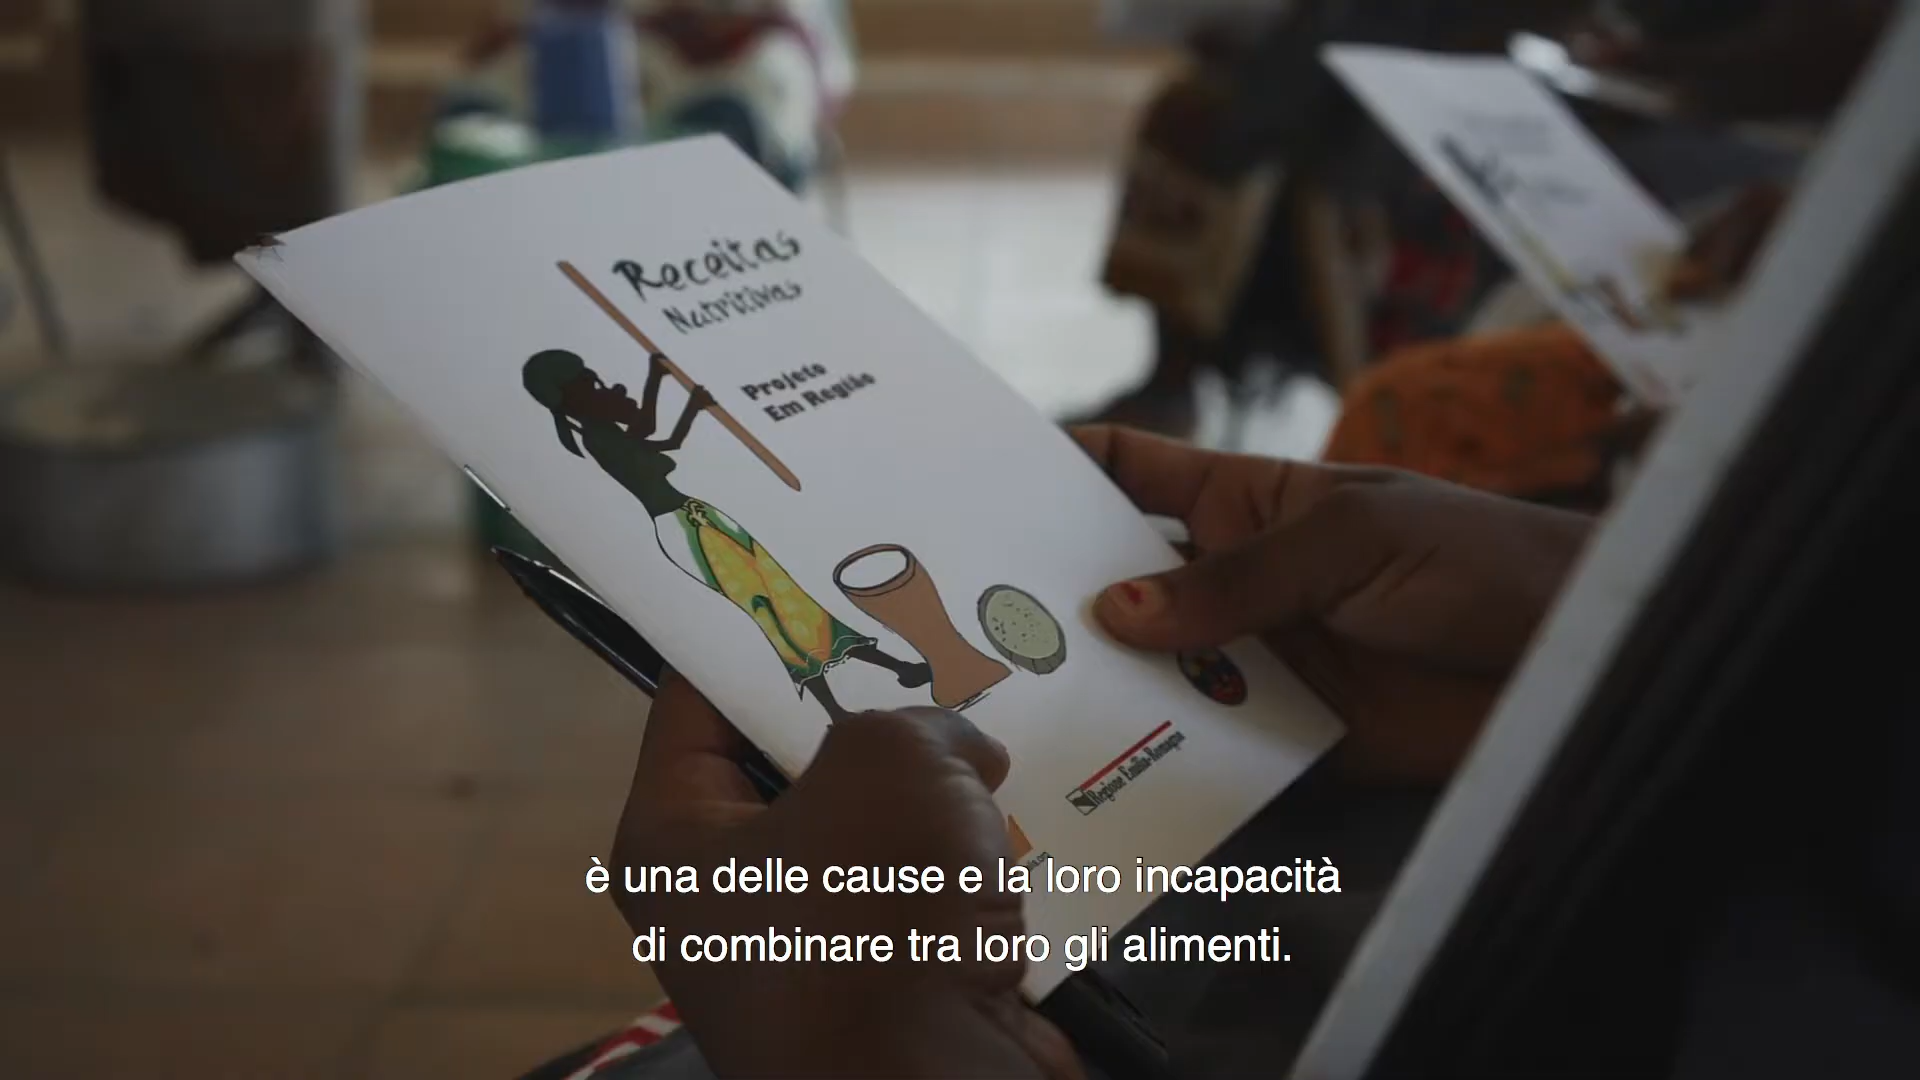 Receitas
Nutritivas
Projeto
Em Região
Regione Emilia-Romagna
è una delle cause e la loro incapacità
di combinare tra loro gli alimenti.